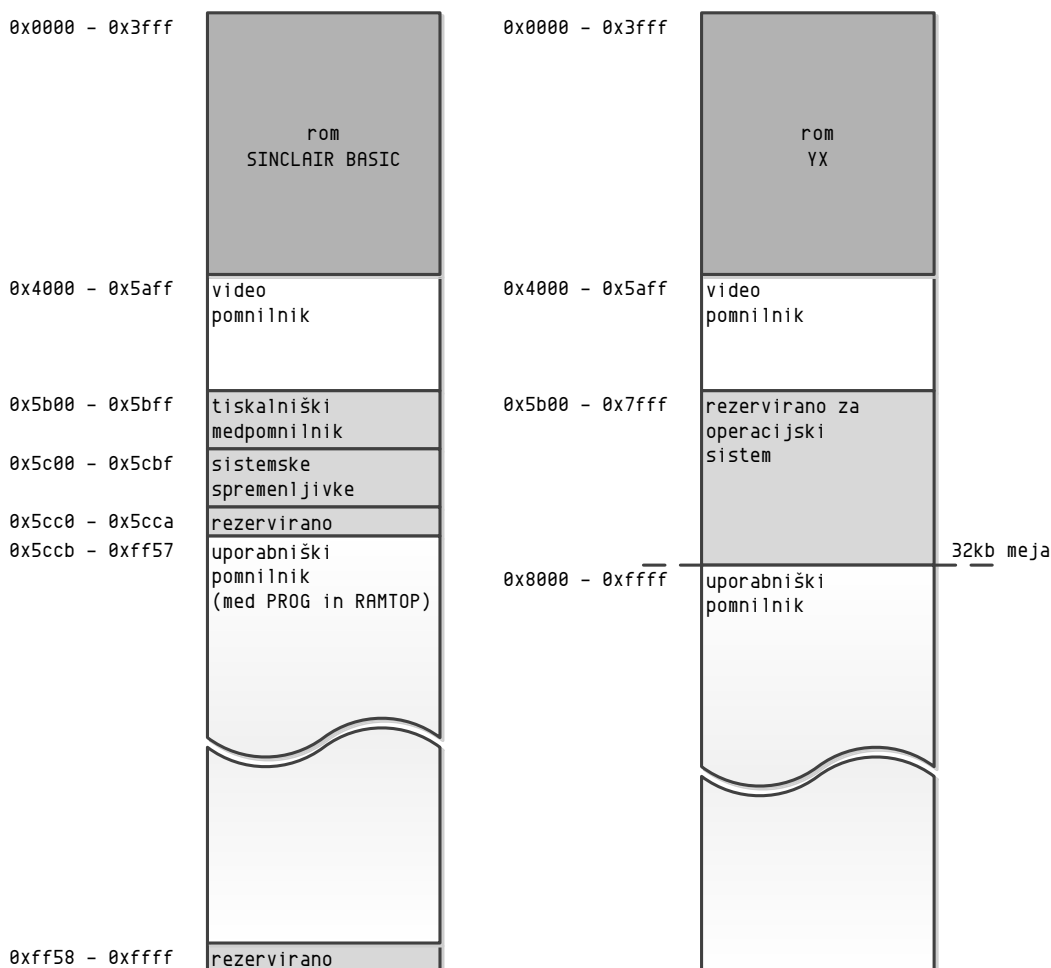 0x0000 – 0x3fff
rom
SINCLAIR BASIC
0x4000 – 0x5aff
video
pomnilnik
0x5b00 – 0x5bff
tiskalniški
medpomnilnik
0x5c00 – 0x5cbf
sistemske
spremenljivke
0x5cc0 – 0x5cca
rezervirano
0x5ccb – 0xff57
uporabniški
pomnilnik
(med PROG in RAMTOP)
0xff58 – 0xffff
rezervirano
0x0000 – 0x3fff
rom
YX
0x4000 – 0x5aff
video
pomnilnik
0x5b00 – 0x7fff
rezervirano za
operacijski
sistem
32kb meja
0x8000 – 0xffff
uporabniški
pomnilnik